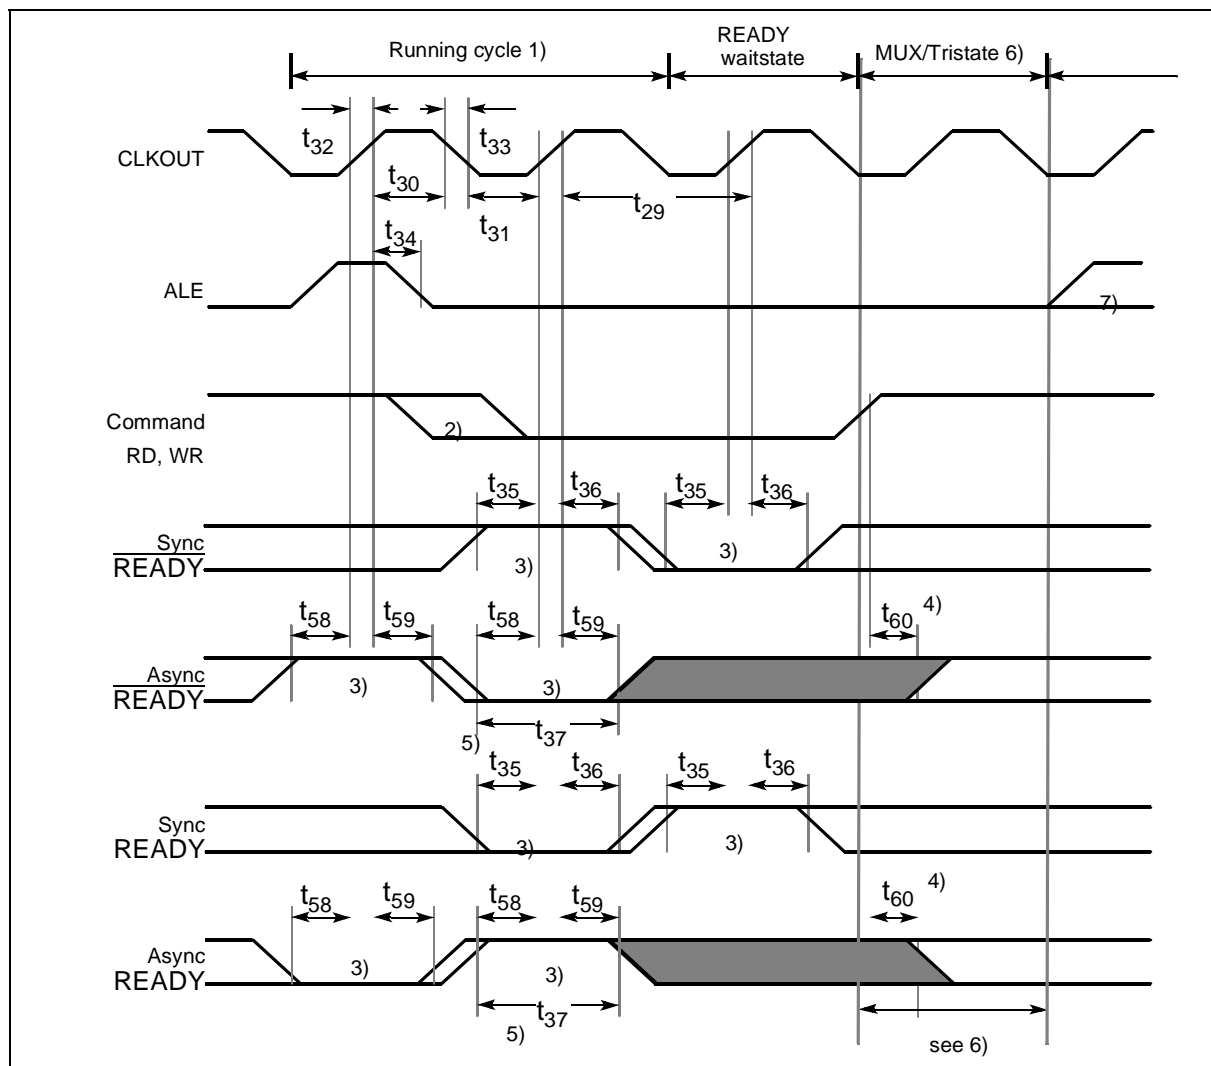 READY
Running cycle 1)
waitstate
MUX/Tristate 6)
t32
t33
CLKOUT
t30
t31
t29
t34
ALE
7)
Command
2)
RD, WR
t35
t36
t35
t36
Sync
READY
3)
3)
t58
t59
t58
t59
t60
4)
Async
READY
3)
3)
5)
t37
t35
t36
t35
t36
Sync
READY
3)
3)
t58
t59
t58
t59
t60
4)
Async
READY
3)
3)
t37
5)
see 6)